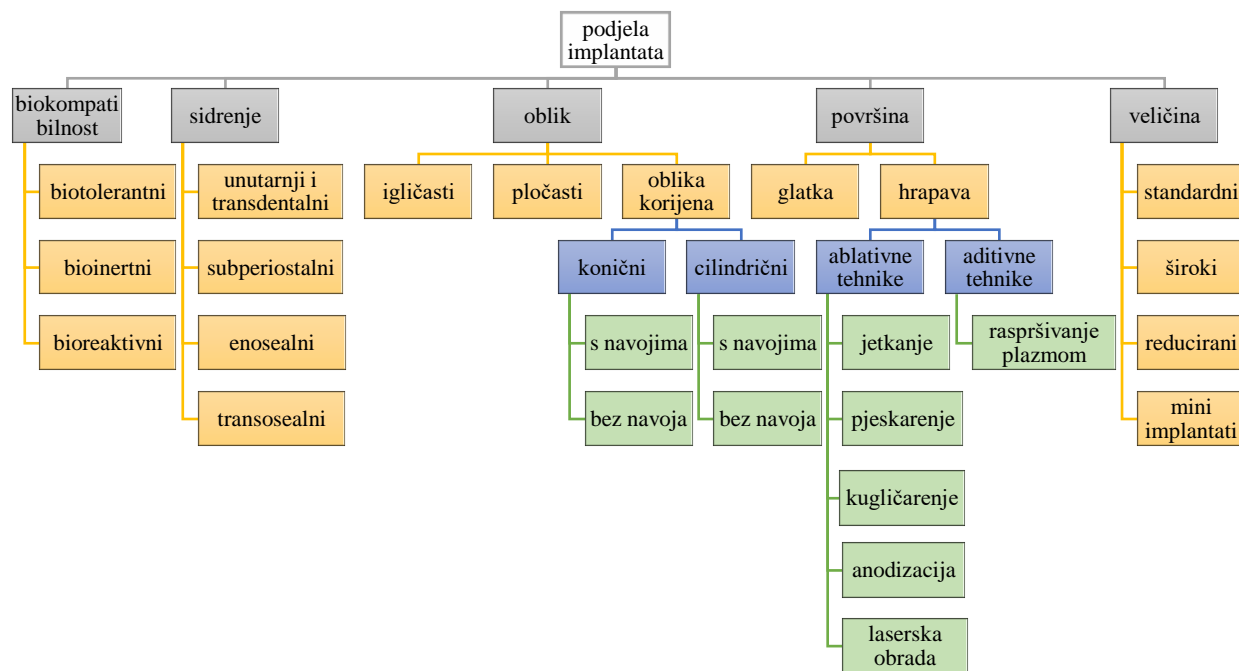 podjela
implantata
biokompati
bilnost
sidrenje
oblik
površina
veličina
biotolerantni
unutarnji i
transdentalni
igličasti
pločasti
oblika
korijena
glatka
hrapava
standardni
bioinertni
subperiostalni
konični
cilindrični
ablativne
tehnike
aditivne
tehnike
široki
bioreaktivni
enosealni
s navojima
s navojima
jetkanje
raspršivanje
plazmom
reducirani
transosealni
bez navoja
bez navoja
pjeskarenje
mini
implantati
kugličarenje
anodizacija
laserska
obrada